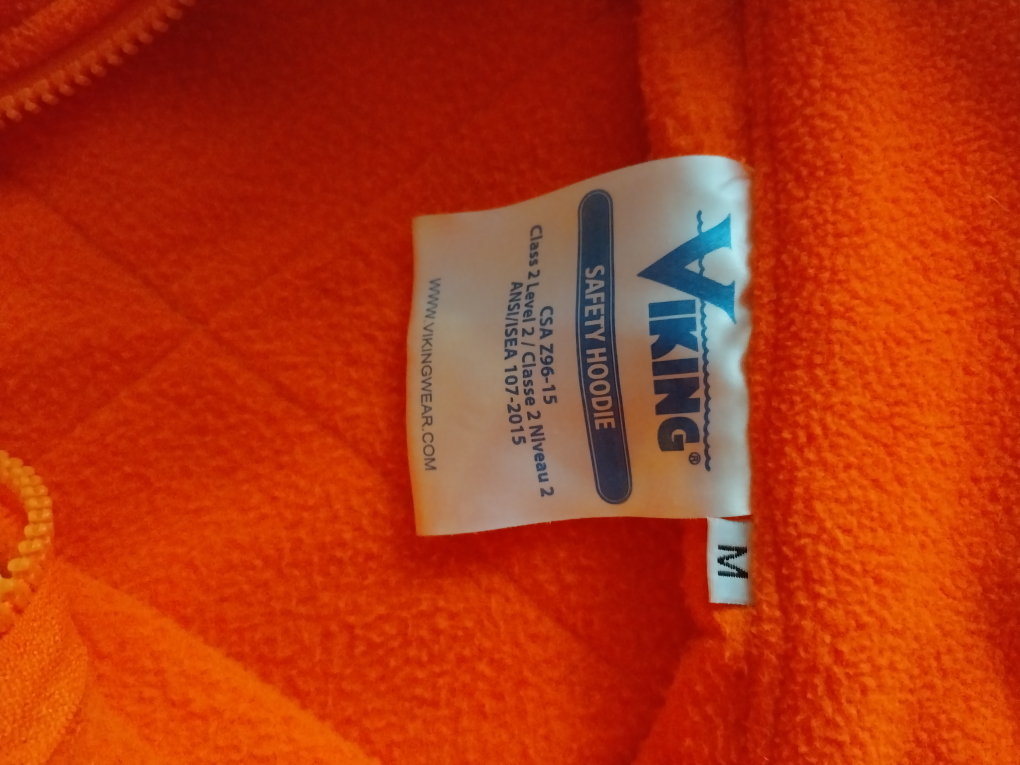 VIKING®
SAFETY HOODIE
CSA Z96-15
Class 2 Level 2 / Classe 2 Niveau 2
ANSI/ISEA 107-2015
WWW.VIKINGWEAR.COM
M